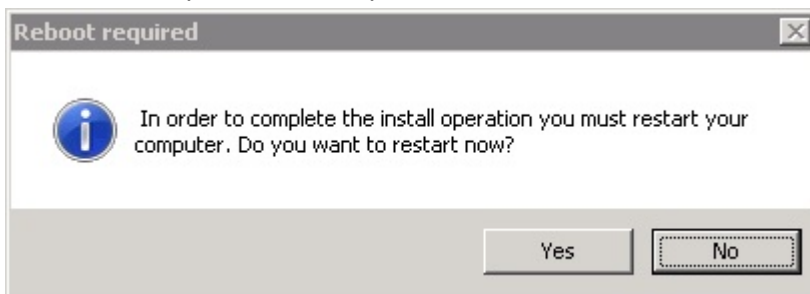 Reboot required
In order to complete the install operation you must restart your
computer. Do you want to restart now?
Yes No